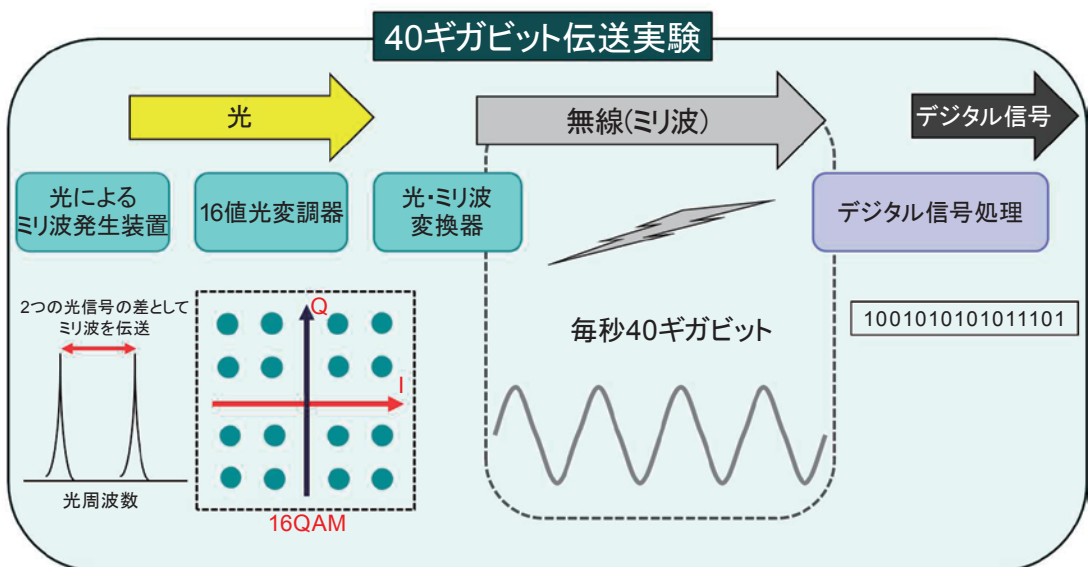 40ギガビット伝送実験
光
無線(ミリ波)
デジタル信号
光による
ミリ波発生装置
16値光変調器
光・ミリ波
変換器
デジタル信号処理
2つの光信号の差として
ミリ波を伝送
光周波数
Q
I
16QAM
毎秒40ギガビット
1001010101011101